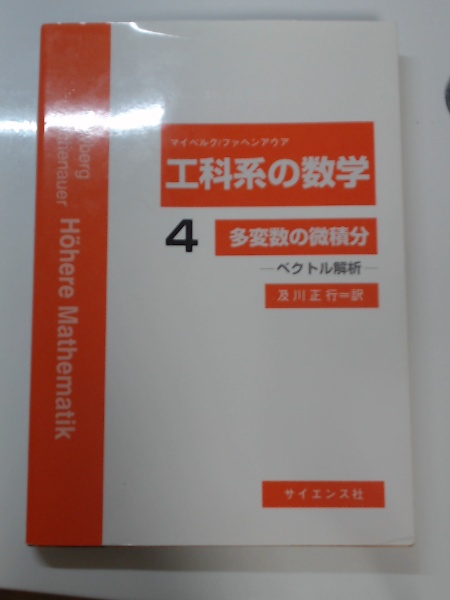 マイベルク/ファヘンアウア
工科系の数学
4
多変数の微積分
—ベクトル解析—
及川正行=訳
サイエンス社
Höhere Mathematik